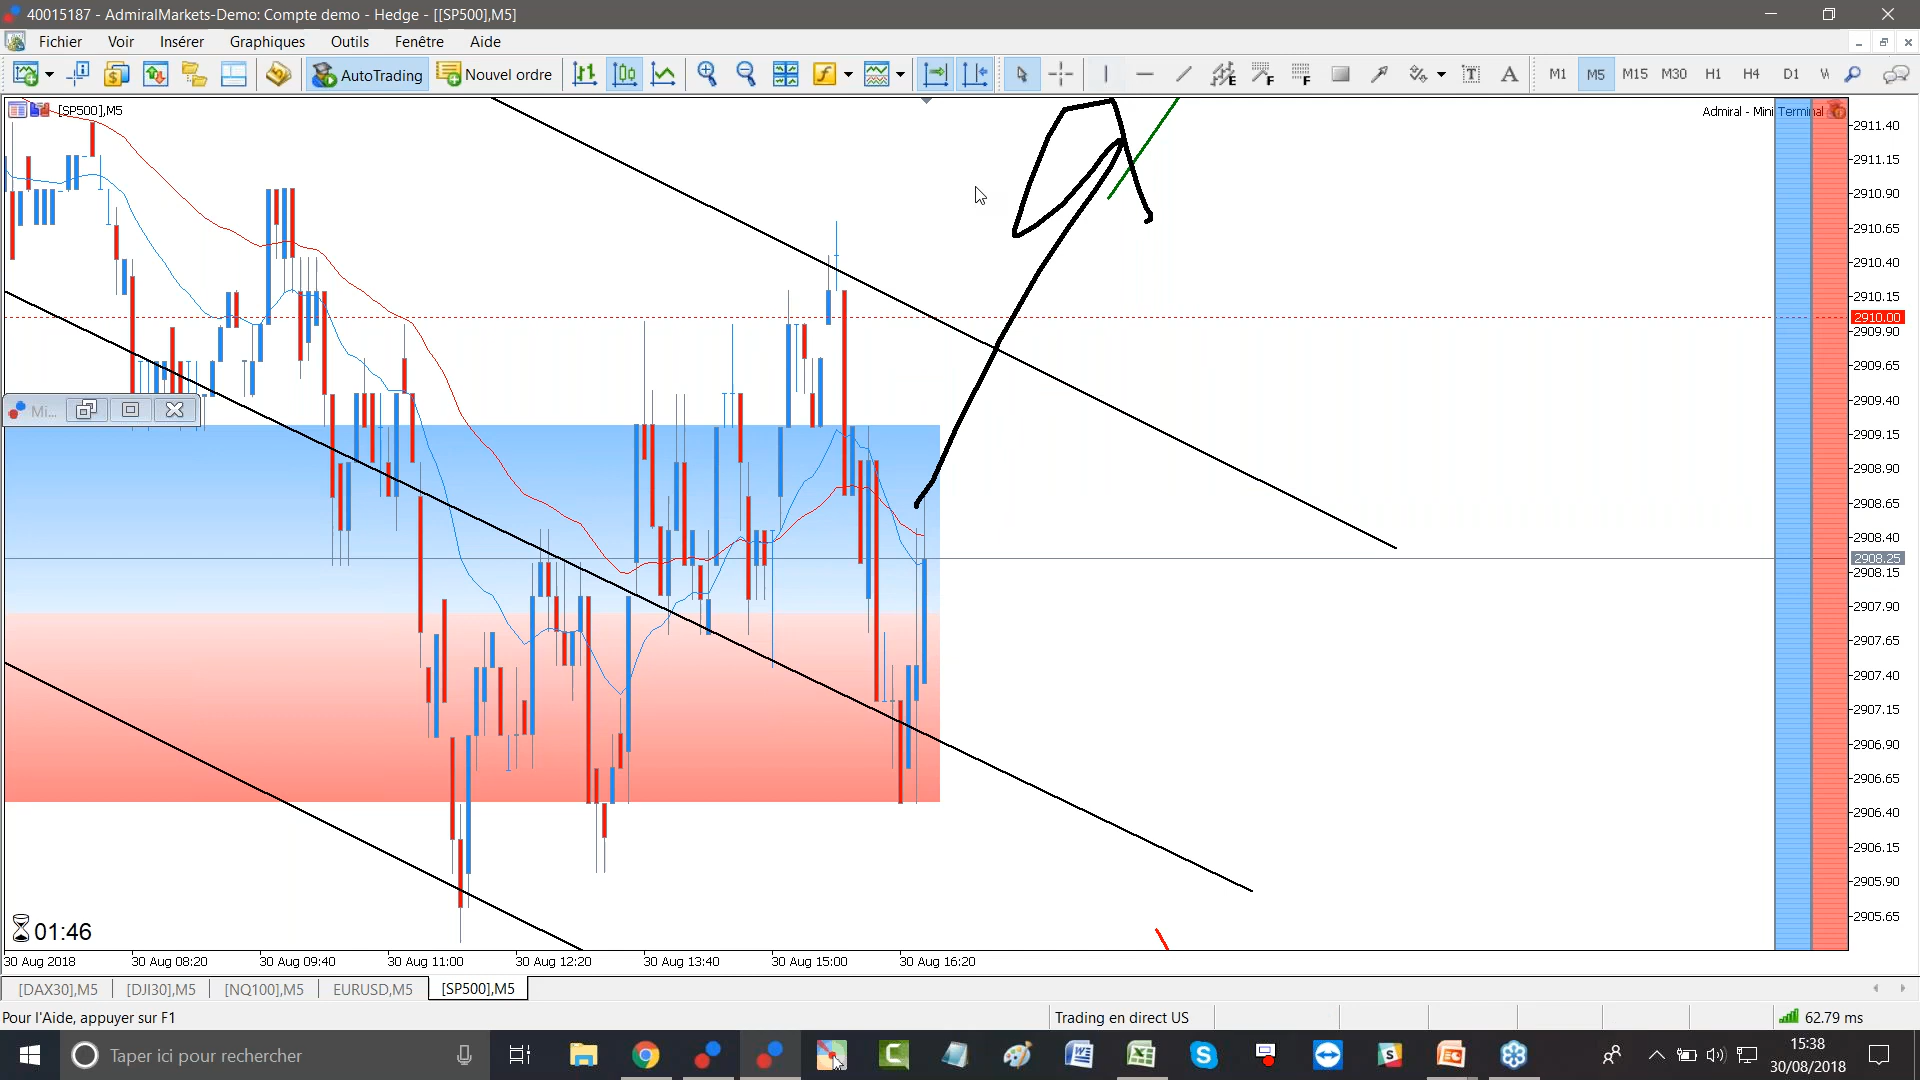 40015187 - AdmiralMarkets-Demo: Compte demo - Hedge - [[SP500],M5]
Fichier Voir Insérer Graphiques Outils Fenêtre Aide
AutoTrading Nouvel ordre M1 M5 M15 M30 H1 H4 D1
[SP500],M5
Admiral - Mini Terminal
2911.40
2911.15
2910.90
2910.65
2910.40
2910.15
2910.00
2909.90
2909.65
2909.40
Mi...
2909.15
2908.90
2908.65
2908.40
2908.25
2908.15
2907.90
2907.65
2907.40
2907.15
2906.90
2906.65
2906.40
2906.15
2905.90
2905.65
01:46
30 Aug 2018 30 Aug 08:20 30 Aug 09:40 30 Aug 11:00 30 Aug 12:20 30 Aug 13:40 30 Aug 15:00 30 Aug 16:20
[DAX30],M5 [DJI30],M5 [NQ100],M5 EURUSD,M5 [SP500],M5
Pour l'Aide, appuyer sur F1
Trading en direct US
62.79 ms
Taper ici pour rechercher
15:38
30/08/2018